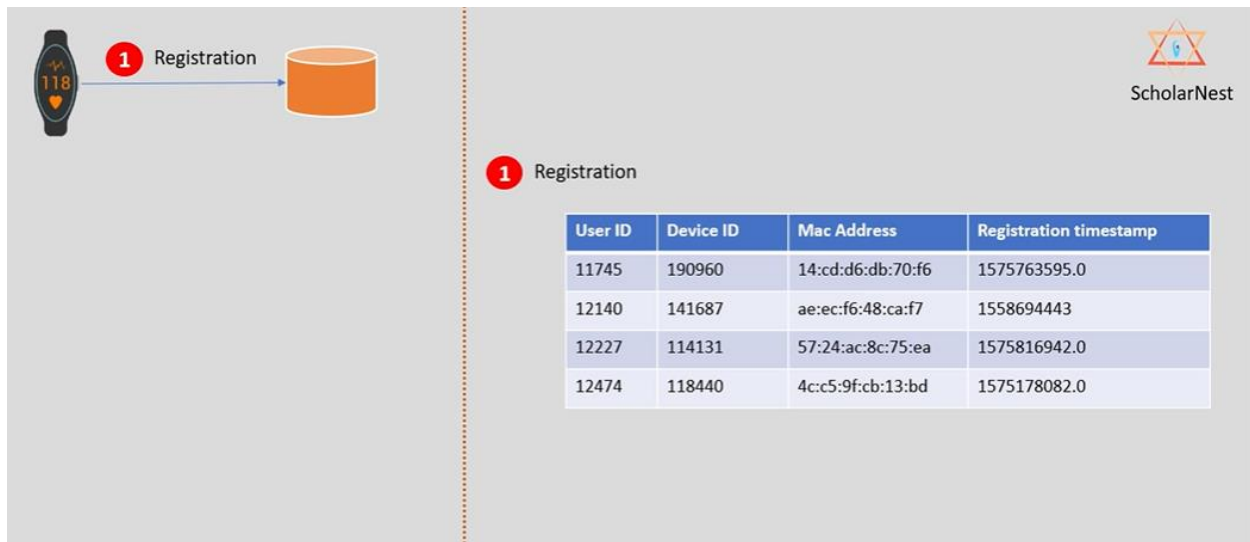 1 Registration
118
ScholarNest
1 Registration
User ID Device ID Mac Address Registration timestamp
11745 190960 14:cd:d6:db:70:f6 1575763595.0
12140 141687 ae:ec:f6:48:ca:f7 1558694443
12227 114131 57:24:ac:8c:75:ea 1575816942.0
12474 118440 4c:c5:9f:cb:13:bd 1575178082.0